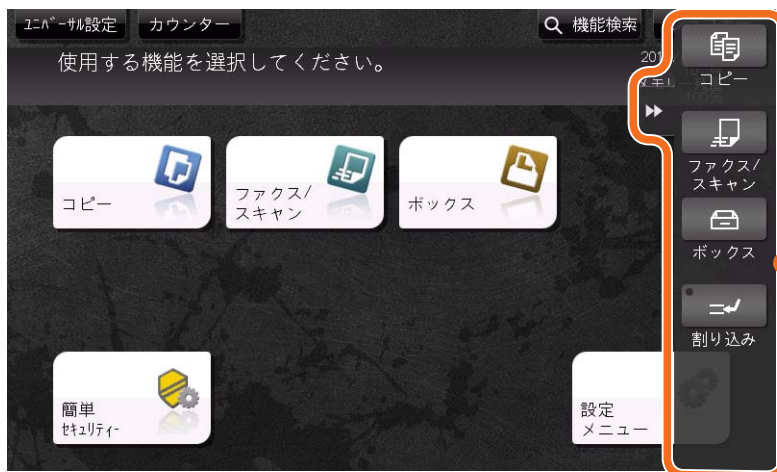 ユニバーサル設定
カウンター
機能検索
使用する機能を選択してください。
201
100%
コピー
ファクス/
スキャン
ボックス
割り込み
コピー
ファクス/
スキャン
ボックス
簡単
セキュリティー
設定
メニュー